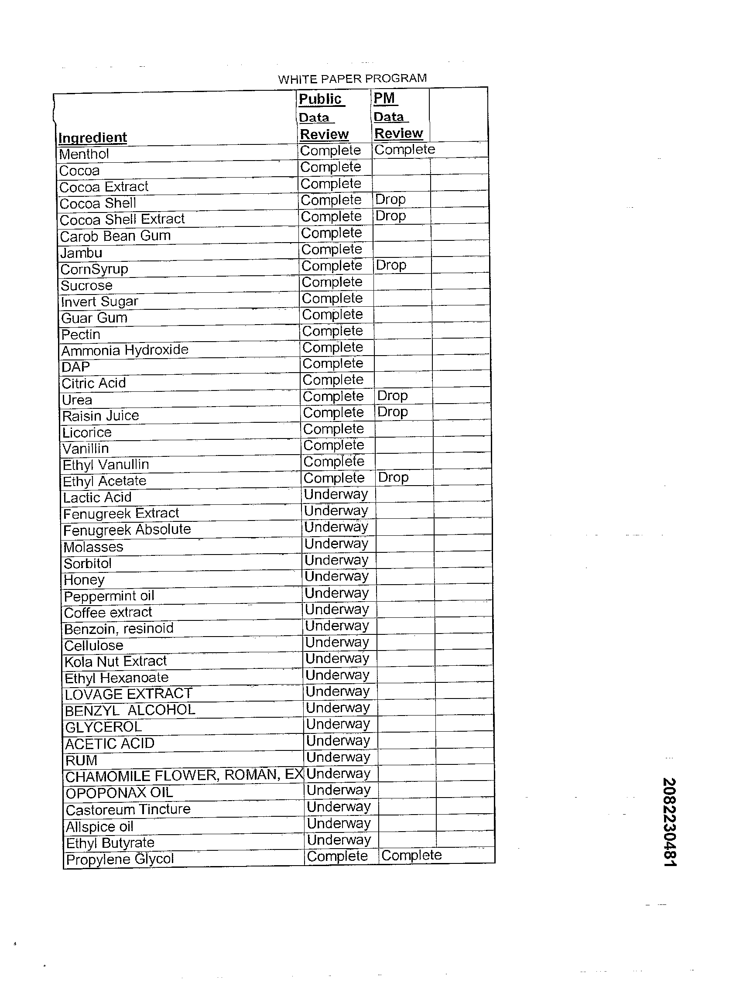 WHITE PAPER PROGRAM
Public PM
Data Data
Ingredient Review Review
Menthol Complete Complete
Cocoa Complete
Cocoa Extract Complete
Cocoa Shell Complete Drop
Cocoa Shell Extract Complete Drop
Carob Bean Gum Complete
Jambu Complete
CornSyrup Complete Drop
Sucrose Complete
Invert Sugar Complete
Guar Gum Complete
Pectin Complete
Ammonia Hydroxide Complete
DAP Complete
Citric Acid Complete
Urea Complete Drop
Raisin Juice Complete Drop
Licorice Complete
Vanillin Complete
Ethyl Vanullin Complete
Ethyl Acetate Complete Drop
Lactic Acid Underway
Fenugreek Extract Underway
Fenugreek Absolute Underway
Molasses Underway
Sorbitol Underway
Honey Underway
Peppermint oil Underway
Coffee extract Underway
Benzoin, resinoid Underway
Cellulose Underway
Kola Nut Extract Underway
Ethyl Hexanoate Underway
LOVAGE EXTRACT Underway
BENZYL ALCOHOL Underway
GLYCEROL Underway
ACETIC ACID Underway
RUM Underway
CHAMOMILE FLOWER, ROMAN, EX Underway
OPOPONAX OIL Underway
Castoreum Tincture Underway
Allspice oil Underway
Ethyl Butyrate Underway
Propylene Glycol Complete Complete
2082230481